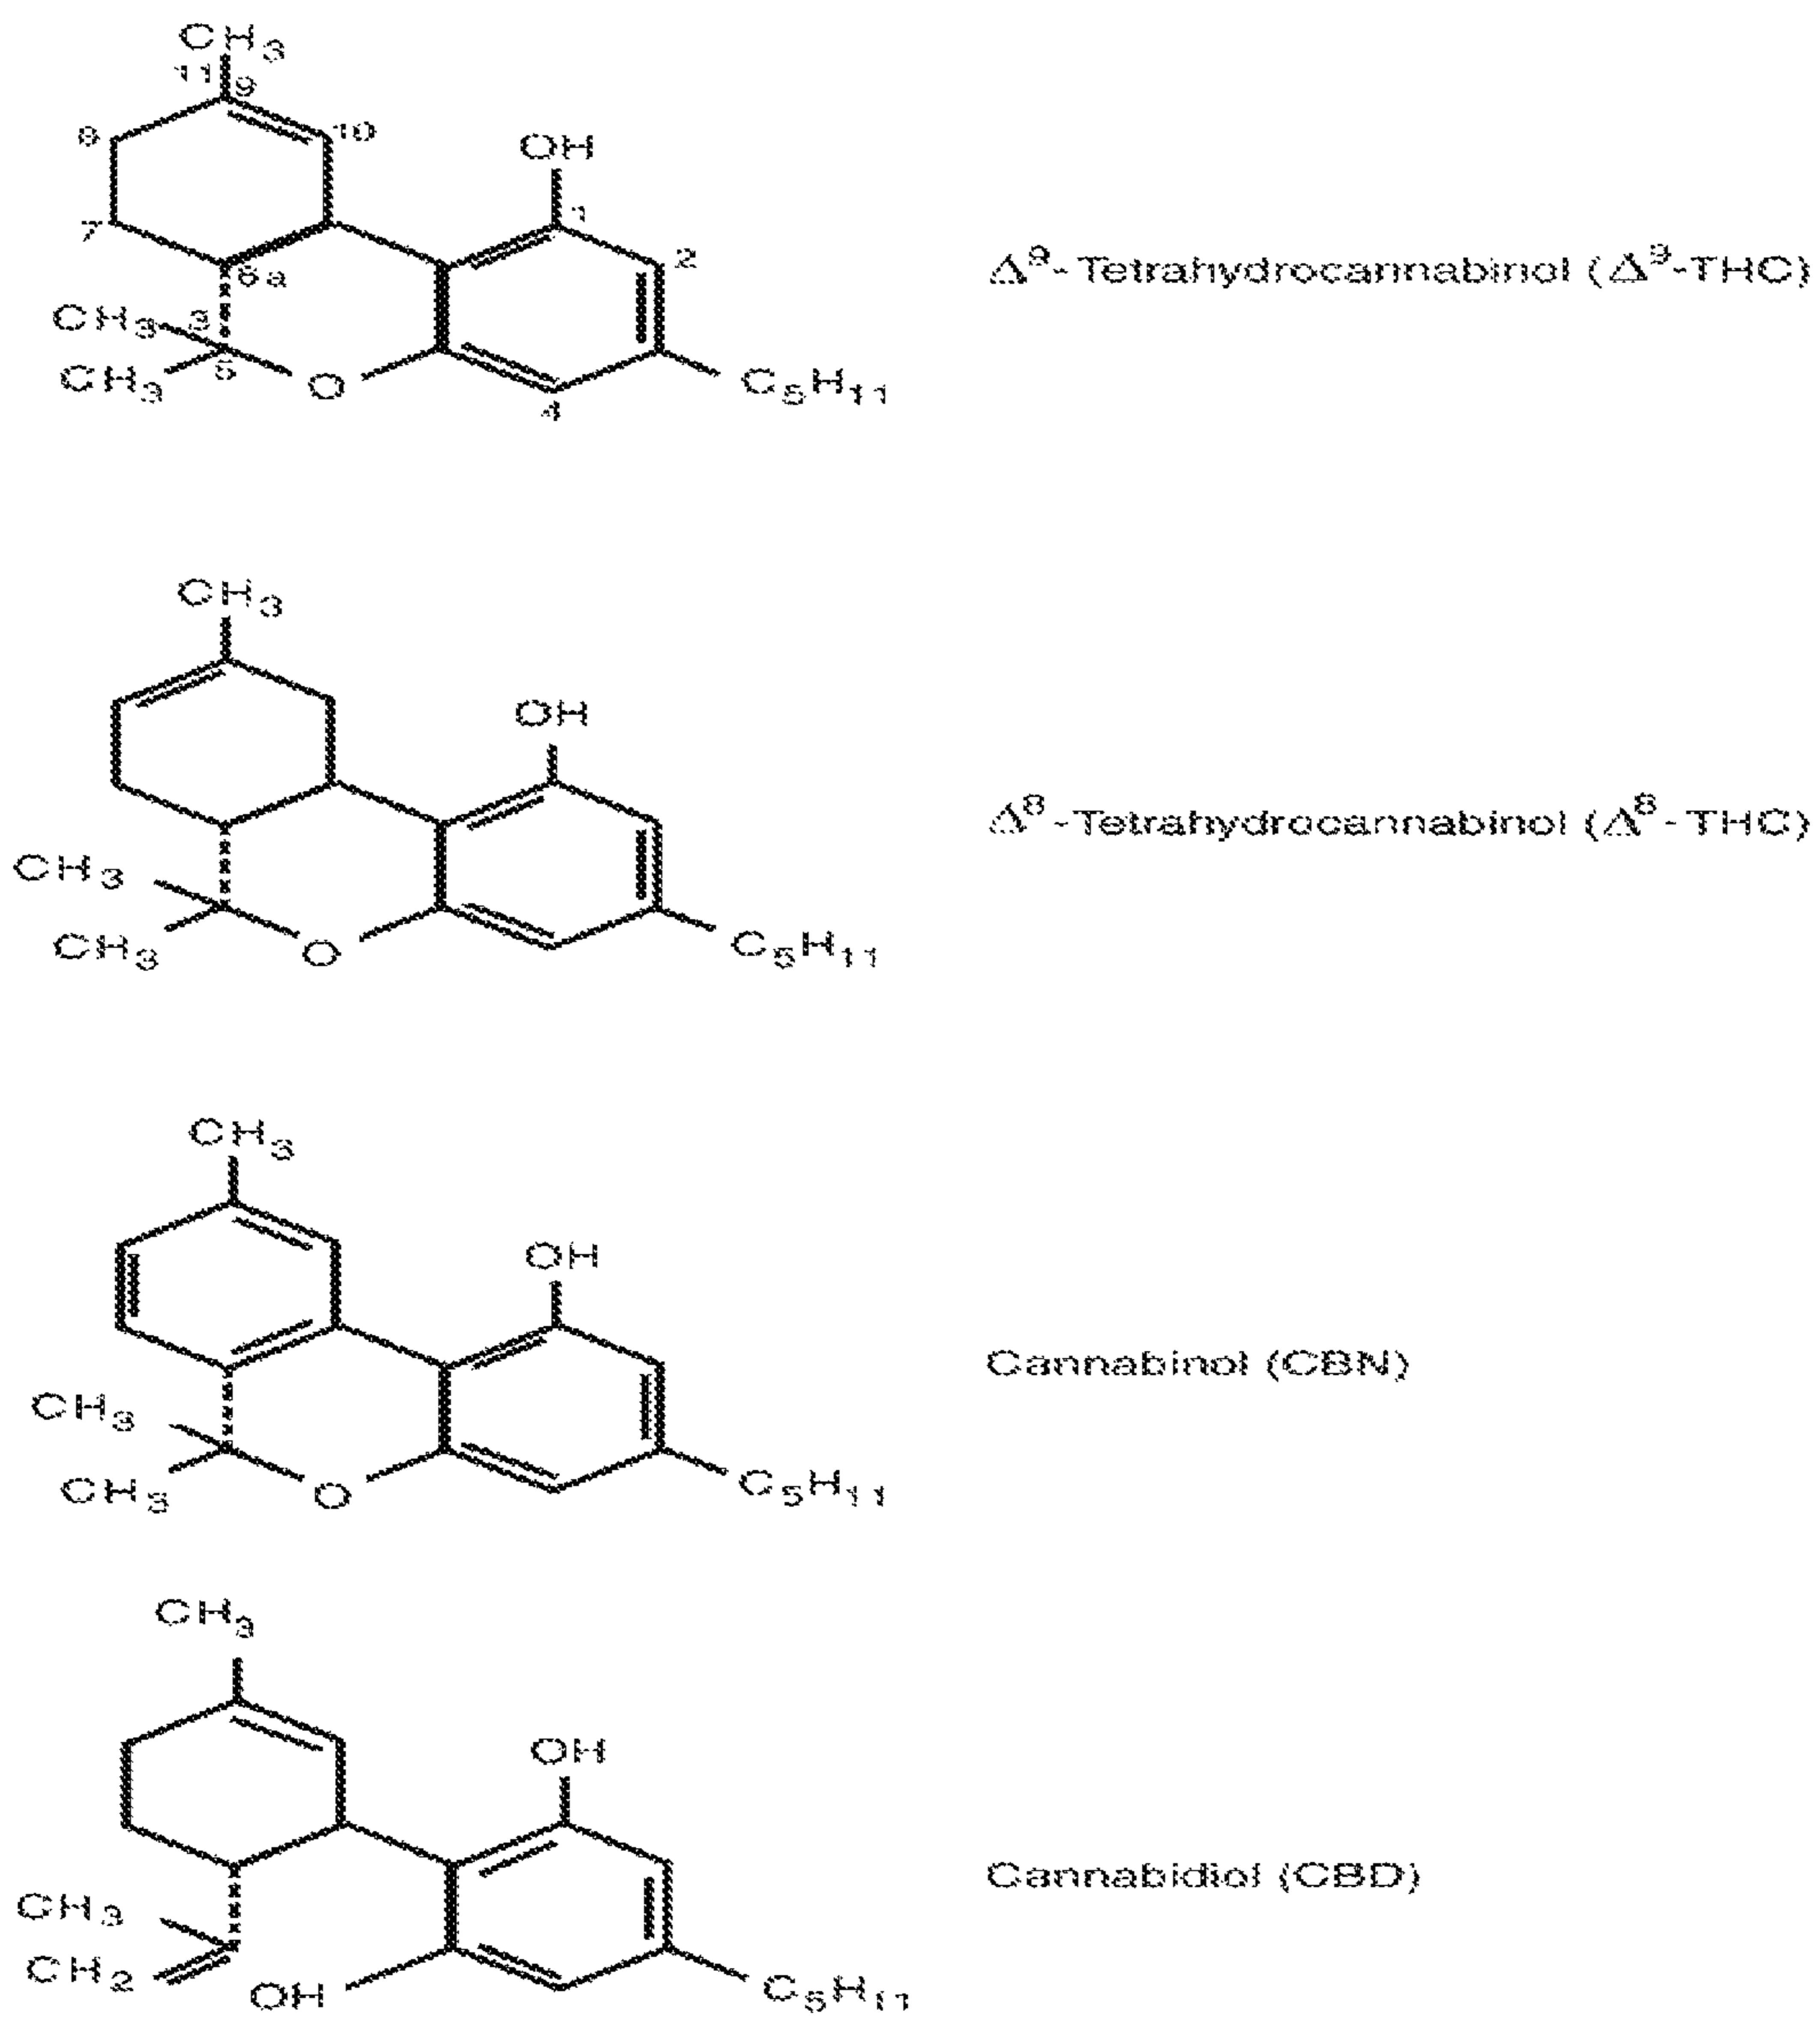 CH3
11
9
8
10
OH
7
1
2
6a
Δ⁹-Tetrahydrocannabinol (Δ⁹-THC)
CH3
a
CH3
5
O
4
C5H11
CH3
OH
Δ⁸-Tetrahydrocannabinol (Δ⁸-THC)
CH3
CH3
O
C5H11
CH3
OH
Cannabinol (CBN)
CH3
CH3
O
C5H11
CH3
OH
Cannabidiol (CBD)
CH3
CH2
OH
C5H11